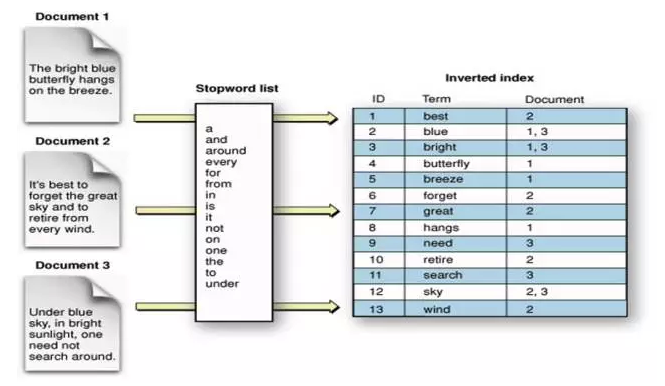 Document 1
The bright blue
butterfly hangs
on the breeze.
Document 2
It's best to
forget the great
sky and to
retire from
every wind.
Document 3
Under blue
sky, in bright
sunlight, one
need not
search around.
Stopword list
a
and
around
every
for
from
in
is
it
not
on
one
the
to
under
Inverted index
ID Term Document
1 best 2
2 blue 1, 3
3 bright 1, 3
4 butterfly 1
5 breeze 1
6 forget 2
7 great 2
8 hangs 1
9 need 3
10 retire 2
11 search 3
12 sky 2, 3
13 wind 2